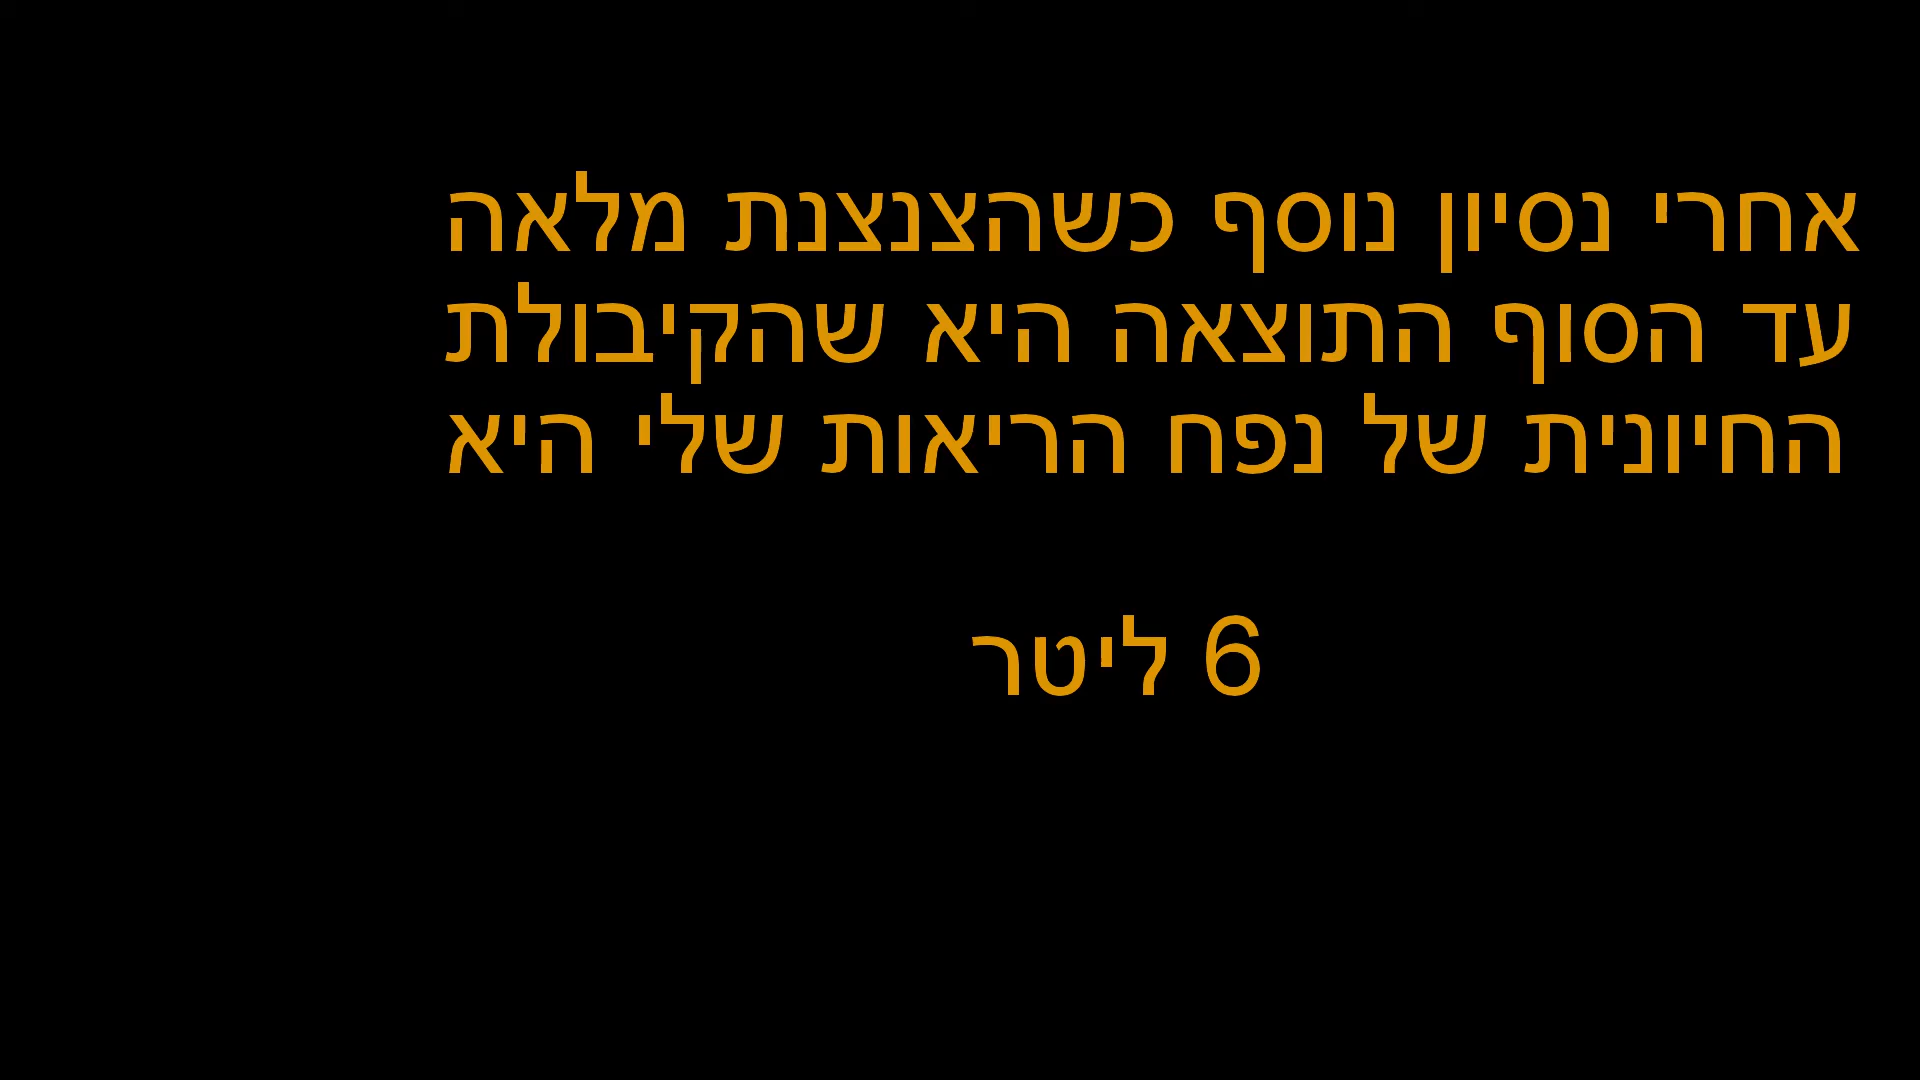 אחרי נסיון נוסף כשהצנצנת מלאה
עד הסוף התוצאה היא שהקיבולת
החיונית של נפח הריאות שלי היא
6 ליטר